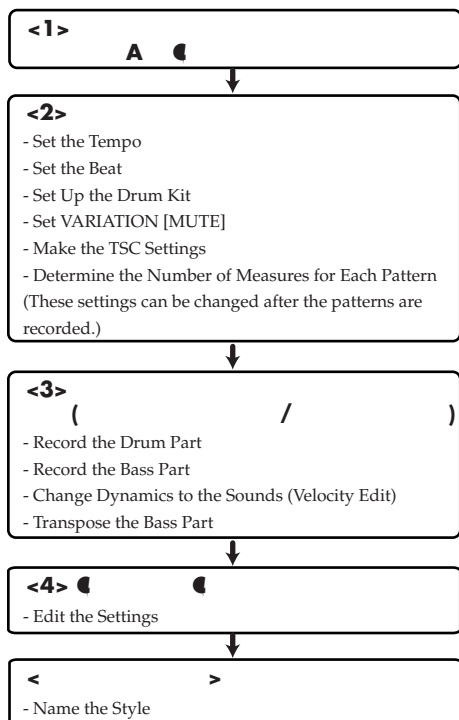 <1>
A
<2>
- Set the Tempo
- Set the Beat
- Set Up the Drum Kit
- Set VARIATION [MUTE]
- Make the TSC Settings
- Determine the Number of Measures for Each Pattern
(These settings can be changed after the patterns are
recorded.)
<3>
( / )
- Record the Drum Part
- Record the Bass Part
- Change Dynamics to the Sounds (Velocity Edit)
- Transpose the Bass Part
<4>
- Edit the Settings
< >
- Name the Style